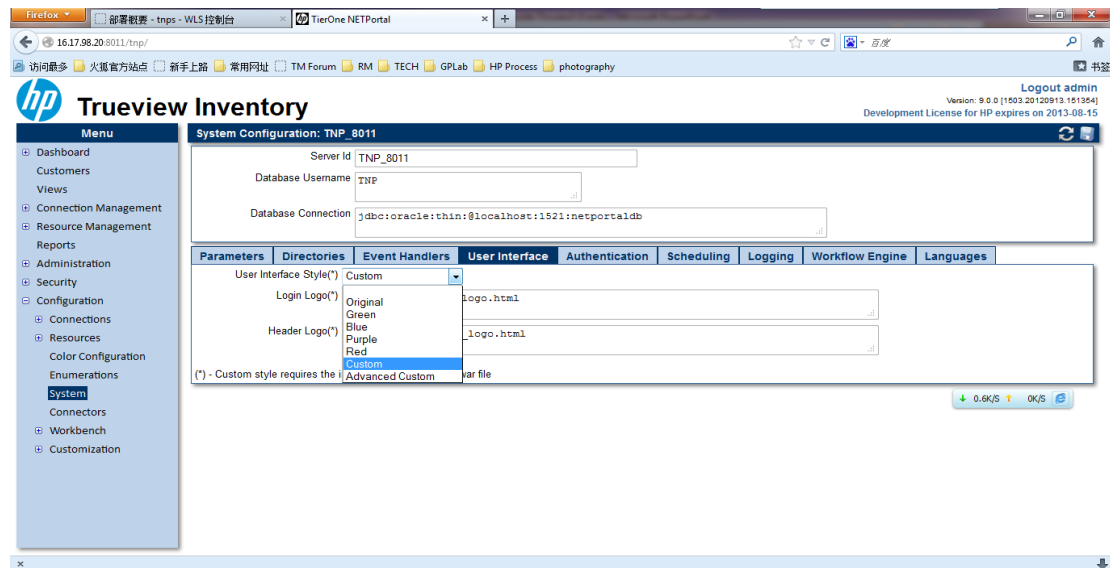 Firefox
部署概要 - tnps - WLS 控制台
TierOne NETPortal
16.17.98.20:8011/tnp/
百度
访问最多 火狐官方站点 新手上路 常用网址 TM Forum RM TECH GPLab HP Process photography
书签
hp
Trueview Inventory
Logout admin
Version: 9.0.0 [1503.20120913.151354]
Development License for HP expires on 2013-08-15
Menu
Dashboard
Customers
Views
Connection Management
Resource Management
Reports
Administration
Security
Configuration
Connections
Resources
Color Configuration
Enumerations
System
Connectors
Workbench
Customization
System Configuration: TNP_8011
Server Id TNP_8011
Database Username TNP
Database Connection jdbc:oracle:thin:@localhost:1521:netportaldb
Parameters Directories Event Handlers User Interface Authentication Scheduling Logging Workflow Engine Languages
User Interface Style(*) Custom
Login Logo(*) logo.html
Header Logo(*) _logo.html
Original
Green
Blue
Purple
Red
Custom
Advanced Custom
(*) - Custom style requires the i war file
0.6K/S 0K/S